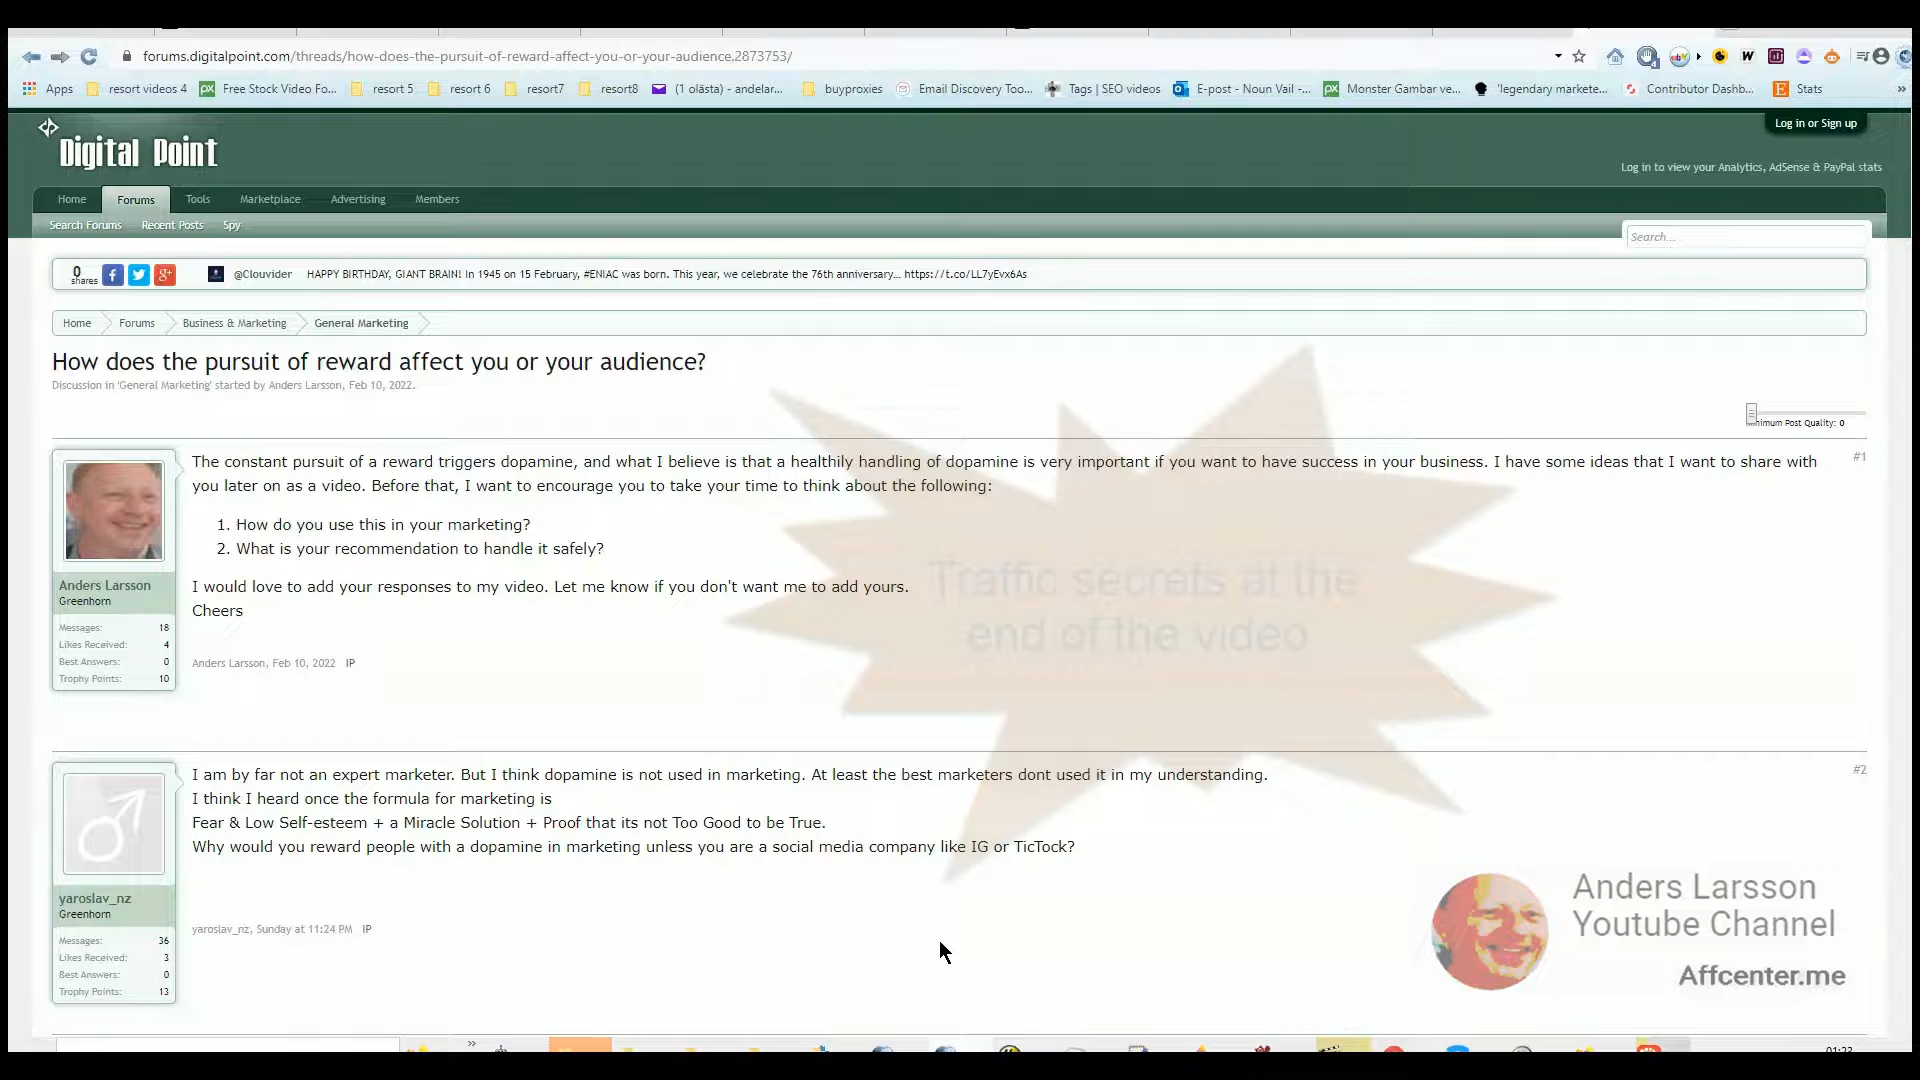 forums.digitalpoint.com/threads/how-does-the-pursuit-of-reward-affect-you-or-your-audience.2873753/
Apps resort videos 4 Free Stock Video Fo... resort 5 resort 6 resort7 resort8 (1 olästa) - andelar... buyproxies Email Discovery Too... Tags | SEO videos E-post - Noun Vail -... Monster Gambar ve... 'legendary markete... Contributor Dashb... Stats »
Log in or Sign up
Digital Point
Log in to view your Analytics, AdSense & PayPal stats
Home Forums Tools Marketplace Advertising Members
Search Forums Recent Posts Spy
Search...
0 shares @Clouvider HAPPY BIRTHDAY, GIANT BRAIN! In 1945 on 15 February, #ENIAC was born. This year, we celebrate the 76th anniversary... https://t.co/LL7yEvx6As
Home Forums Business & Marketing General Marketing
How does the pursuit of reward affect you or your audience?
Discussion in 'General Marketing' started by Anders Larsson, Feb 10, 2022.
Minimum Post Quality: 0
The constant pursuit of a reward triggers dopamine, and what I believe is that a healthily handling of dopamine is very important if you want to have success in your business. I have some ideas that I want to share with
#1
you later on as a video. Before that, I want to encourage you to take your time to think about the following:
1. How do you use this in your marketing?
2. What is your recommendation to handle it safely?
I would love to add your responses to my video. Let me know if you don't want me to add yours.
Cheers
Anders Larsson, Feb 10, 2022 IP
Anders Larsson
Greenhorn
Messages: 18
Likes Received: 4
Best Answers: 0
Trophy Points: 10
Traffic secrets at the
end of the video
I am by far not an expert marketer. But I think dopamine is not used in marketing. At least the best marketers dont used it in my understanding.
#2
I think I heard once the formula for marketing is
Fear & Low Self-esteem + a Miracle Solution + Proof that its not Too Good to be True.
Why would you reward people with a dopamine in marketing unless you are a social media company like IG or TicTock?
yaroslav_nz, Sunday at 11:24 PM IP
yaroslav_nz
Greenhorn
Messages: 36
Likes Received: 3
Best Answers: 0
Trophy Points: 13
Anders Larsson
Youtube Channel
Affcenter.me